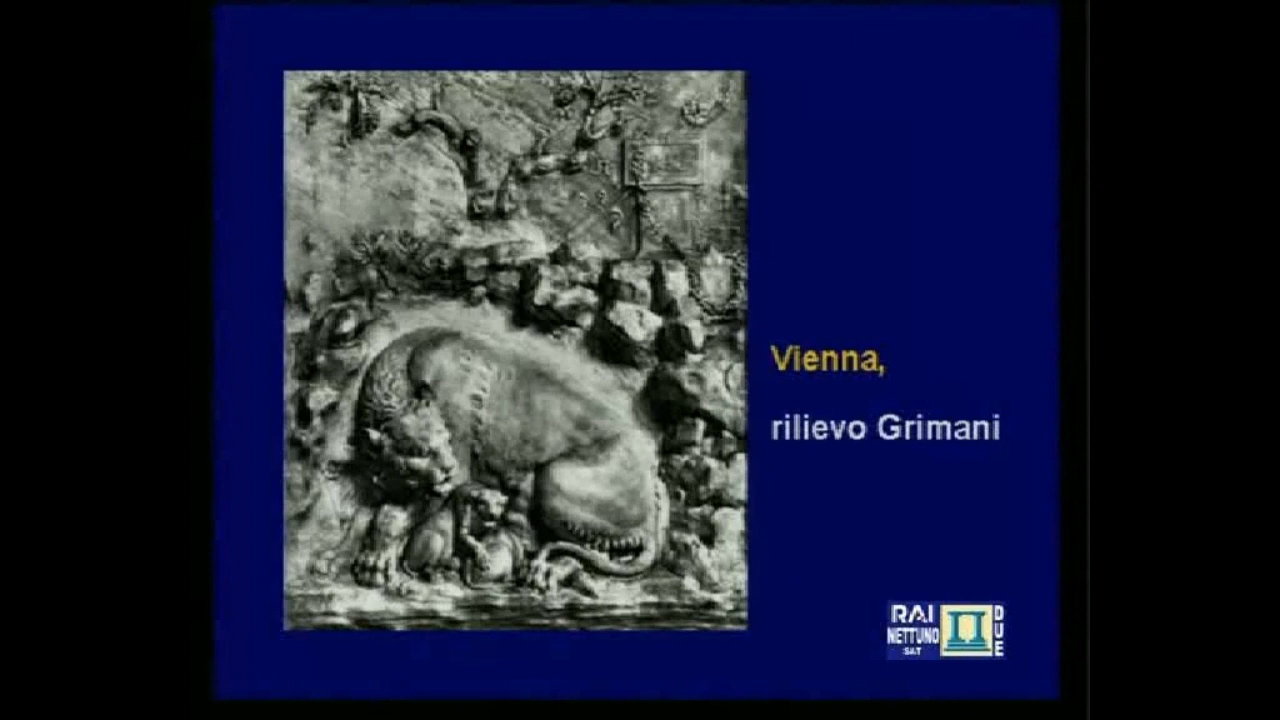 Vienna,
rilievo Grimani
RAI
NETTUNO
SAT
DUE